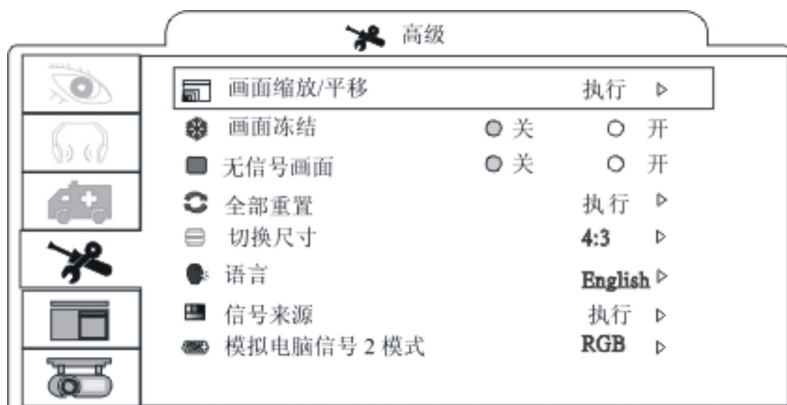 高级
画面缩放/平移 执行
画面冻结 关 开
无信号画面 关 开
全部重置 执行
切换尺寸 4:3
语言 English
信号来源 执行
模拟电脑信号 2 模式 RGB